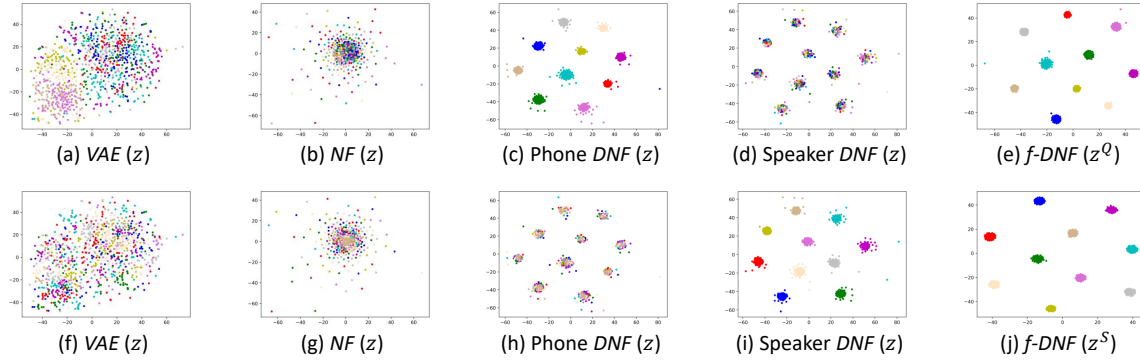 (a) VAE (z)
(b) NF (z)
(c) Phone DNF (z)
(d) Speaker DNF (z)
(e) f-DNF (z^Q)
(f) VAE (z)
(g) NF (z)
(h) Phone DNF (z)
(i) Speaker DNF (z)
(j) f-DNF (z^S)